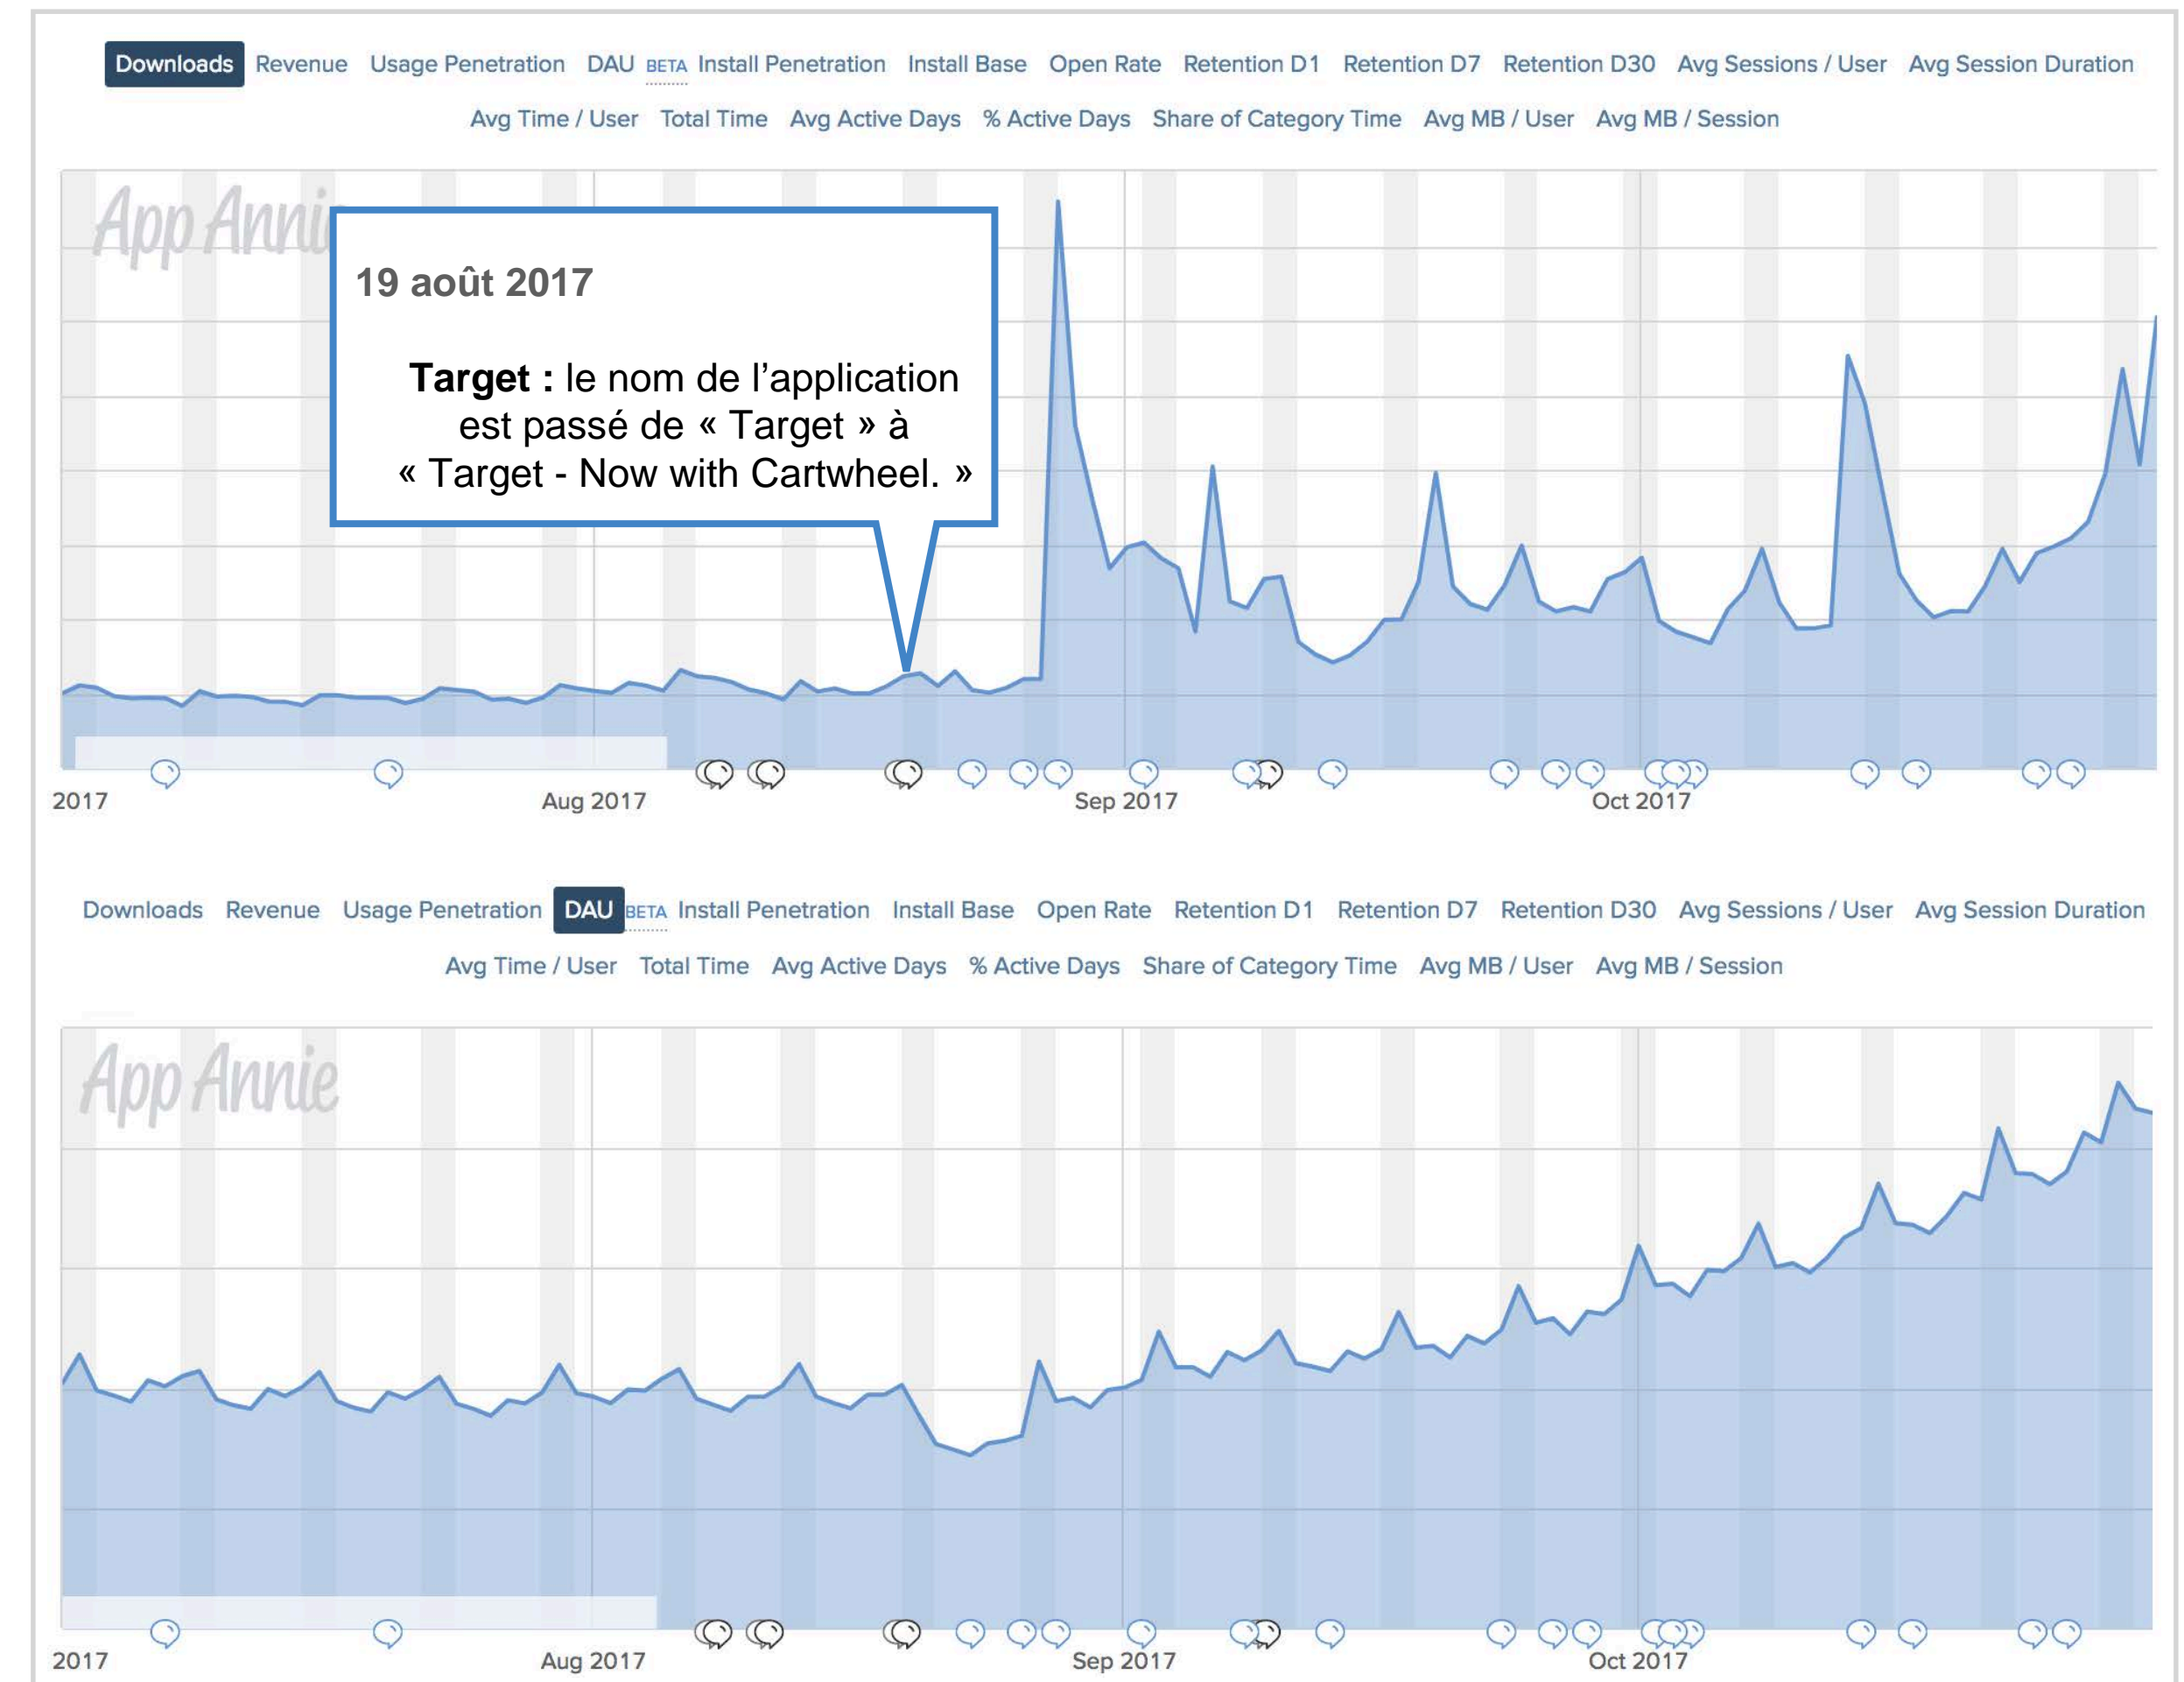 Downloads Revenue Usage Penetration DAU BETA Install Penetration Install Base Open Rate Retention D1 Retention D7 Retention D30 Avg Sessions / User Avg Session Duration
Avg Time / User Total Time Avg Active Days % Active Days Share of Category Time Avg MB / User Avg MB / Session
App Annie
19 août 2017
Target : le nom de l’application
est passé de « Target » à
« Target - Now with Cartwheel. »
2017 Aug 2017 Sep 2017 Oct 2017
Downloads Revenue Usage Penetration DAU BETA Install Penetration Install Base Open Rate Retention D1 Retention D7 Retention D30 Avg Sessions / User Avg Session Duration
Avg Time / User Total Time Avg Active Days % Active Days Share of Category Time Avg MB / User Avg MB / Session
App Annie
2017 Aug 2017 Sep 2017 Oct 2017